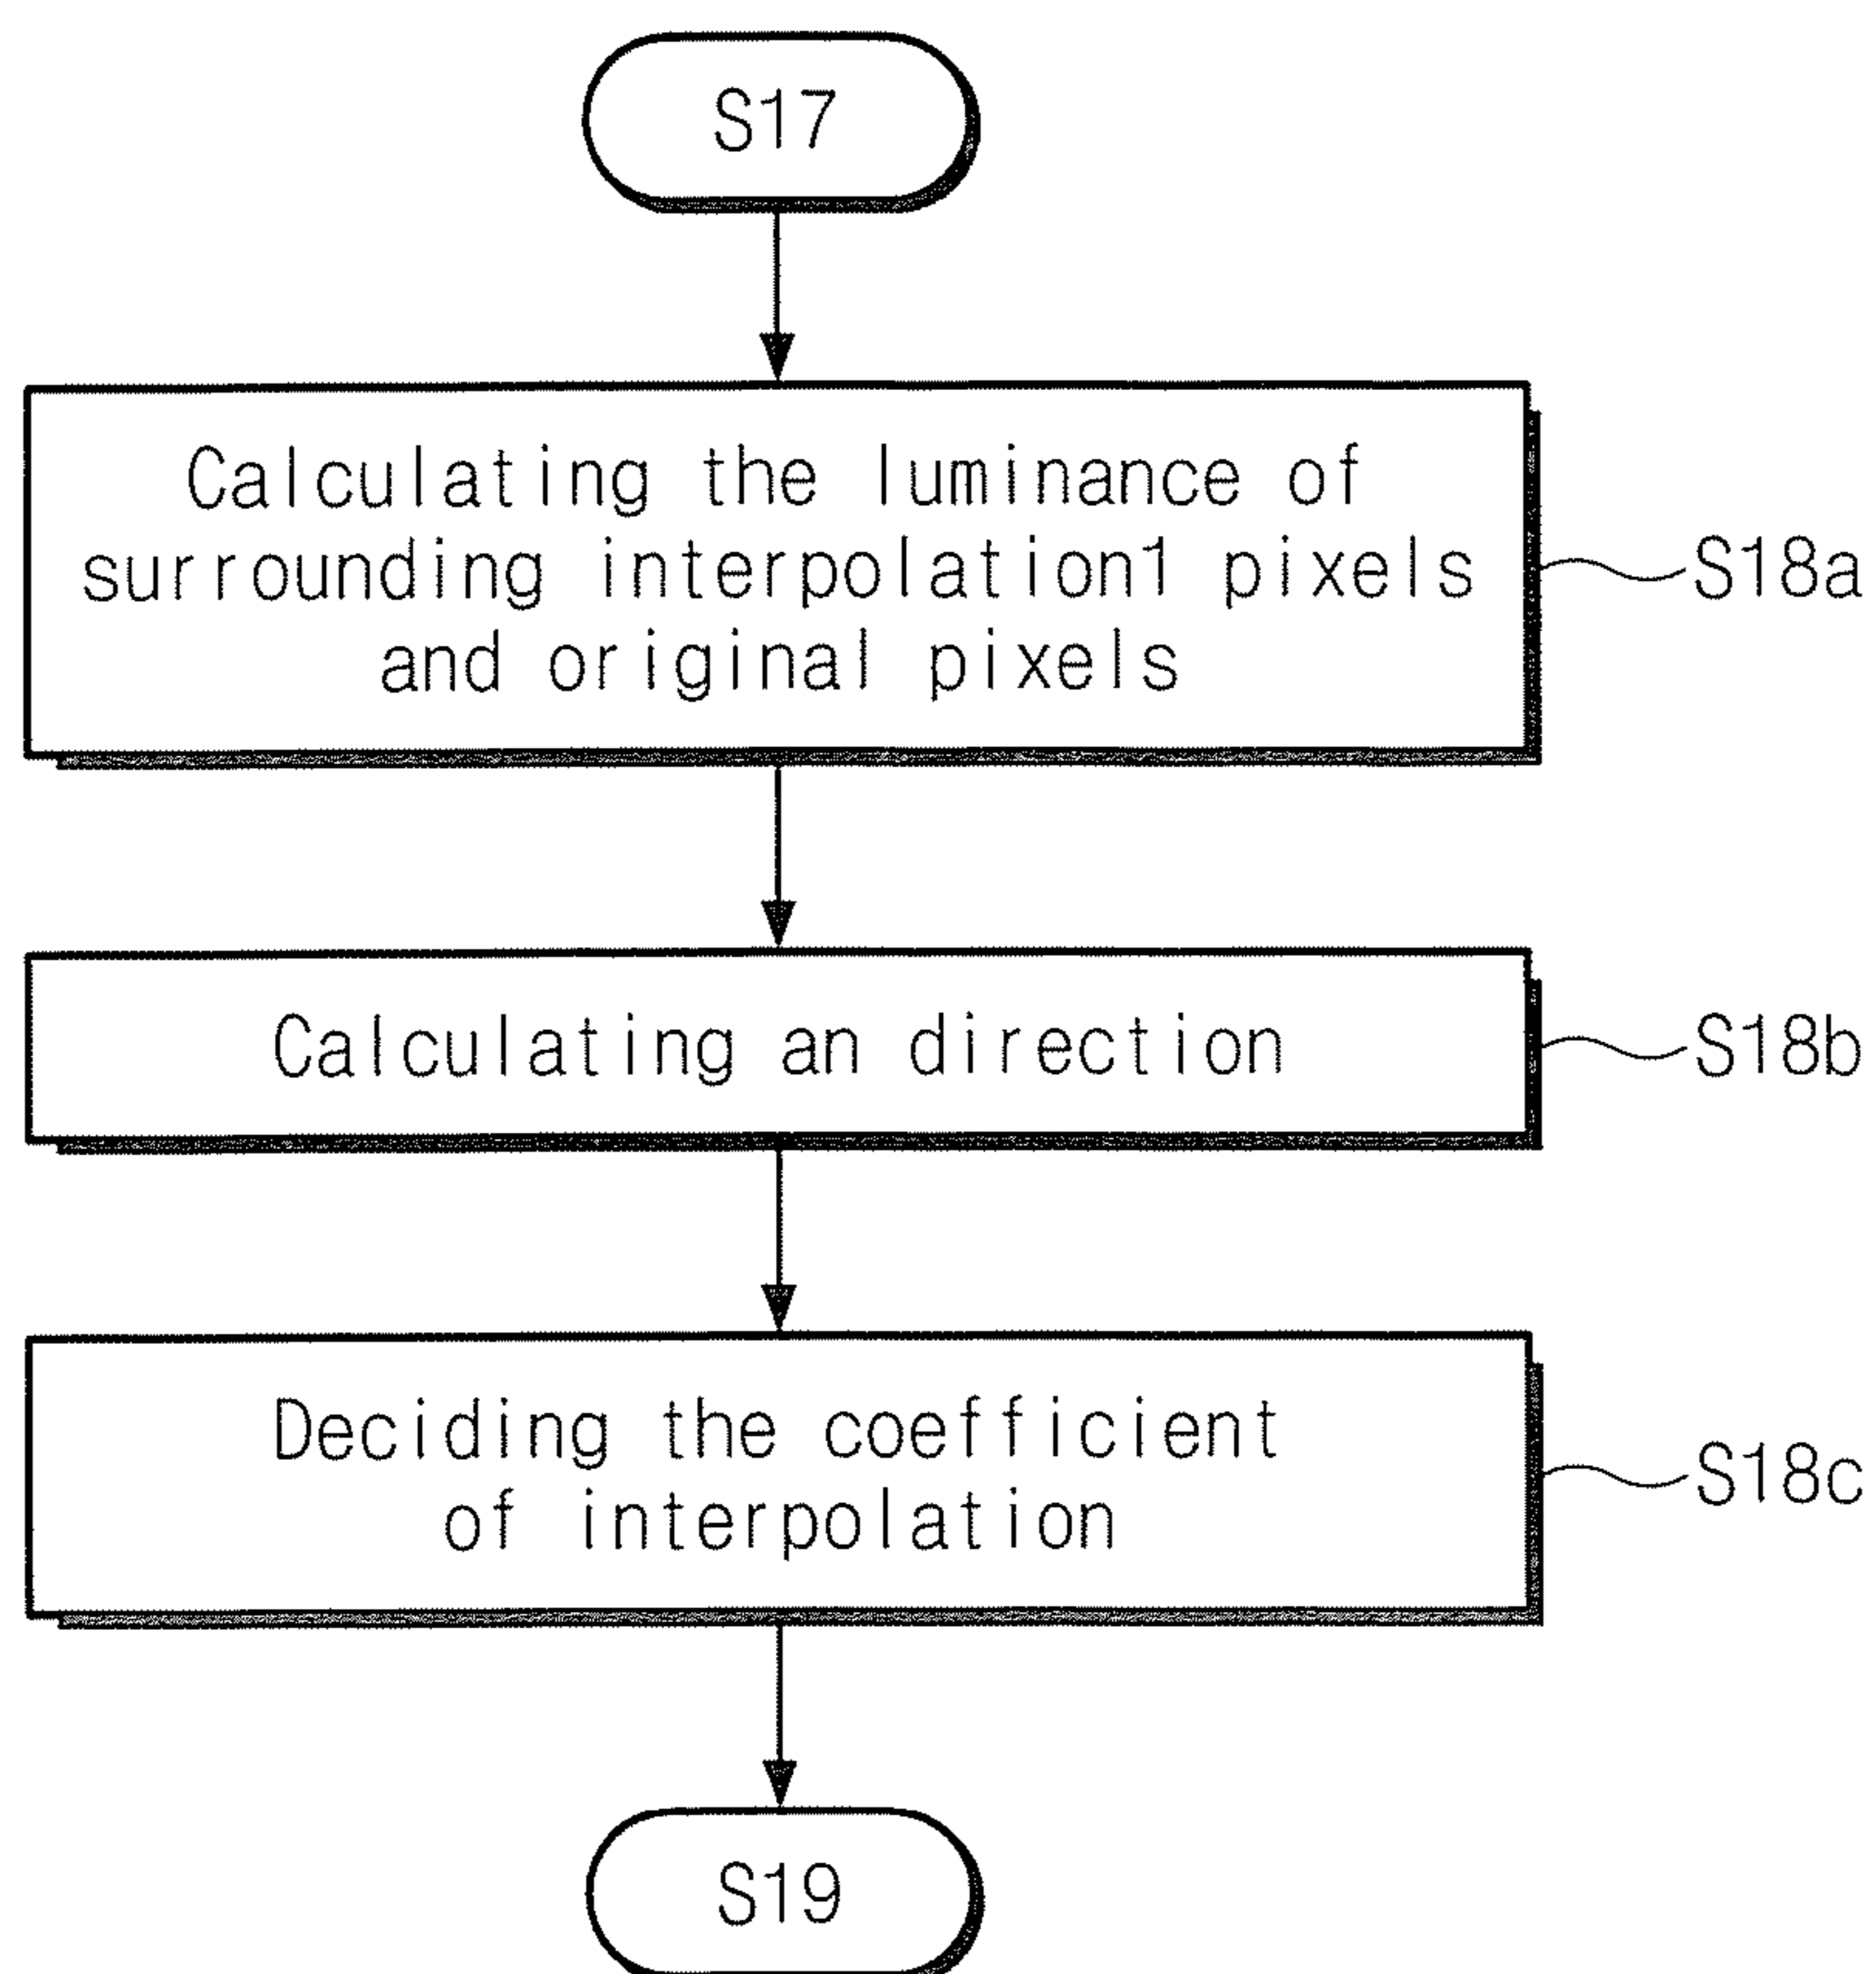 S17
Calculating the luminance of
surrounding interpolation1 pixels
and original pixels
S18a
Calculating an direction
S18b
Deciding the coefficient
of interpolation
S18c
S19